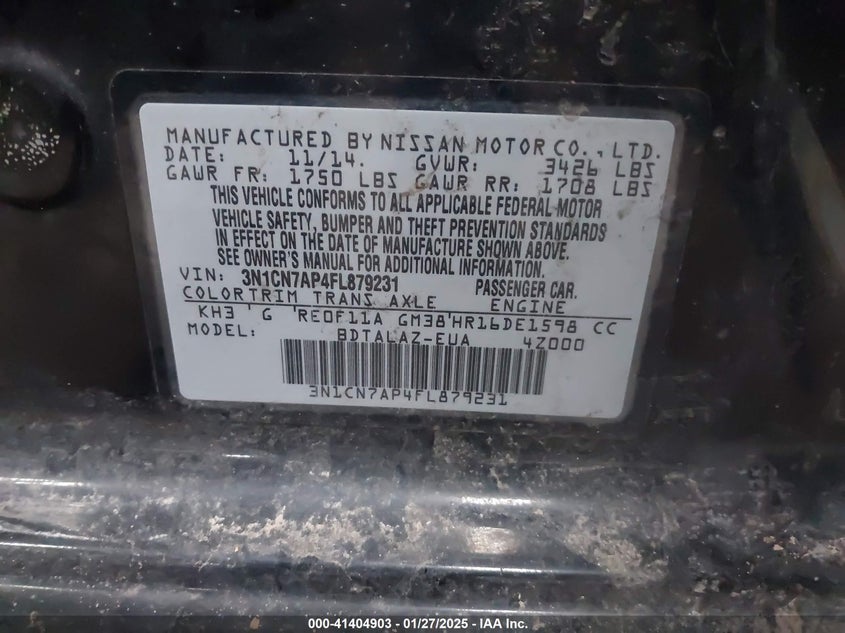 MANUFACTURED BY NISSAN MOTOR CO., LTD.
DATE: 11/14. GVWR: 3426 LBS
GAWR FR: 1750 LBS GAWR RR: 1708 LBS
THIS VEHICLE CONFORMS TO ALL APPLICABLE FEDERAL MOTOR
VEHICLE SAFETY, BUMPER AND THEFT PREVENTION STANDARDS
IN EFFECT ON THE DATE OF MANUFACTURE SHOWN ABOVE.
SEE OWNER'S MANUAL FOR ADDITIONAL INFORMATION.
VIN: 3N1CN7AP4FL879231 PASSENGER CAR.
COLOR TRIM TRANS AXLE ENGINE
KH3 ' G 'RE0F11A GM38'HR16DE1598 CC
MODEL: BDTALAZ-EUA 4Z000
3N1CN7AP4FL879231
000-41404903 - 01/27/2025 - IAA Inc.